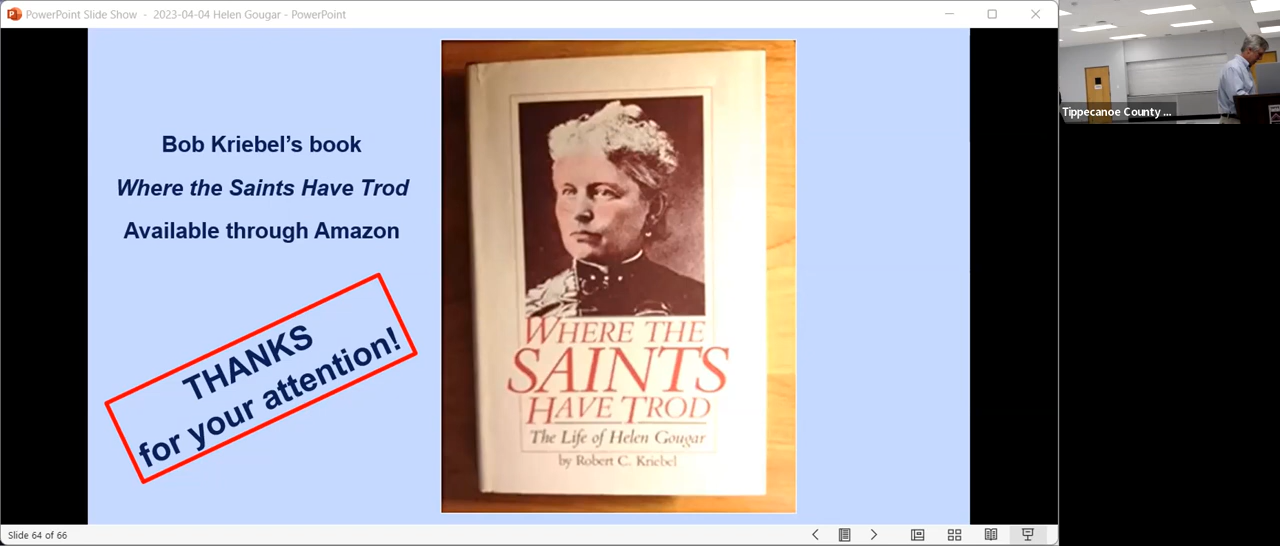 PowerPoint Slide Show - 2023-04-04 Helen Gougar - PowerPoint
Bob Kriebel's book
Where the Saints Have Trod
Available through Amazon
THANKS
for your attention!
WHERE THE
SAINTS
HAVE TROD
The Life of Helen Gougar
by Robert C. Kriebel
Tippecanoe County ...
Slide 64 of 66